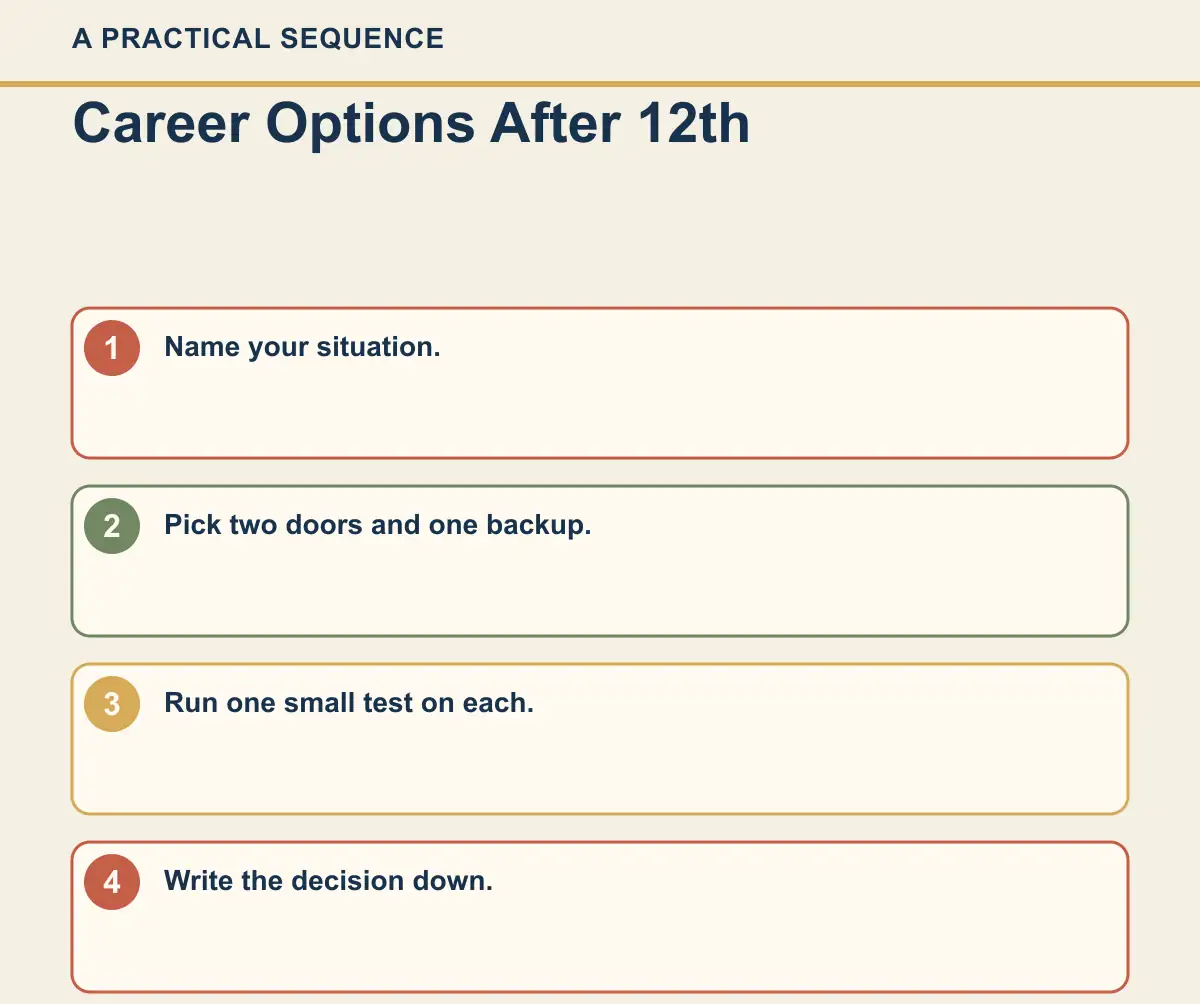 A PRACTICAL SEQUENCE
Career Options After 12th
1 Name your situation.
2 Pick two doors and one backup.
3 Run one small test on each.
4 Write the decision down.